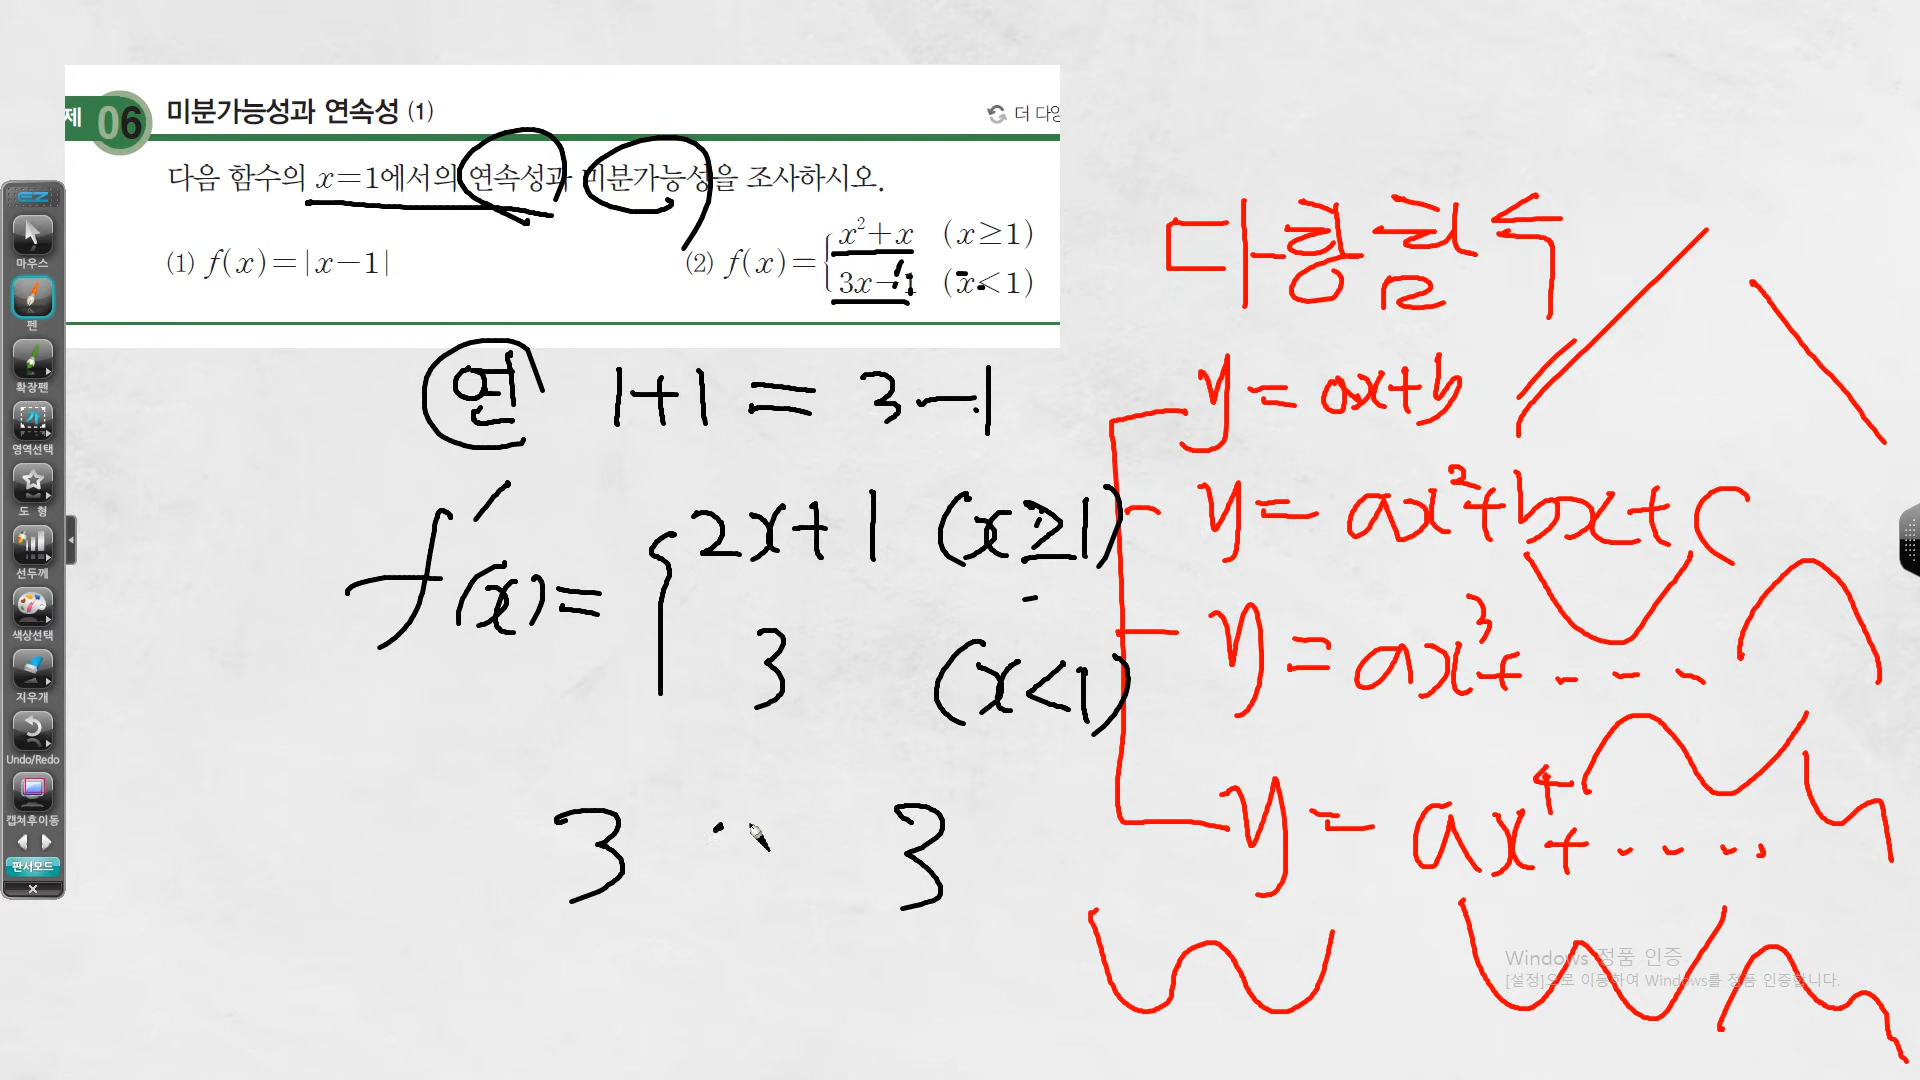 제 06 미분가능성과 연속성 (1)
더 다양
다음 함수의 x=1에서의 연속성과 미분가능성을 조사하시오.
(1) f(x)=|x-1|
(2) f(x)={ x²+x (x≥1)
3x-1 (x<1)
연 1+1 = 3-1
f'(x)= { 2x+1 (x≥1)
3 (x<1)
3 3
다항함수
y=ax+b
y=ax²+bx+c
y=ax³+----
y=ax⁴+....
EZ
마우스
펜
확장펜
가
영역선택
도 형
선두께
색상선택
지우개
Undo/Redo
캡쳐후이동
판서모드
x
Windows 정품 인증
[설정]으로 이동하여 Windows를 정품 인증합니다.